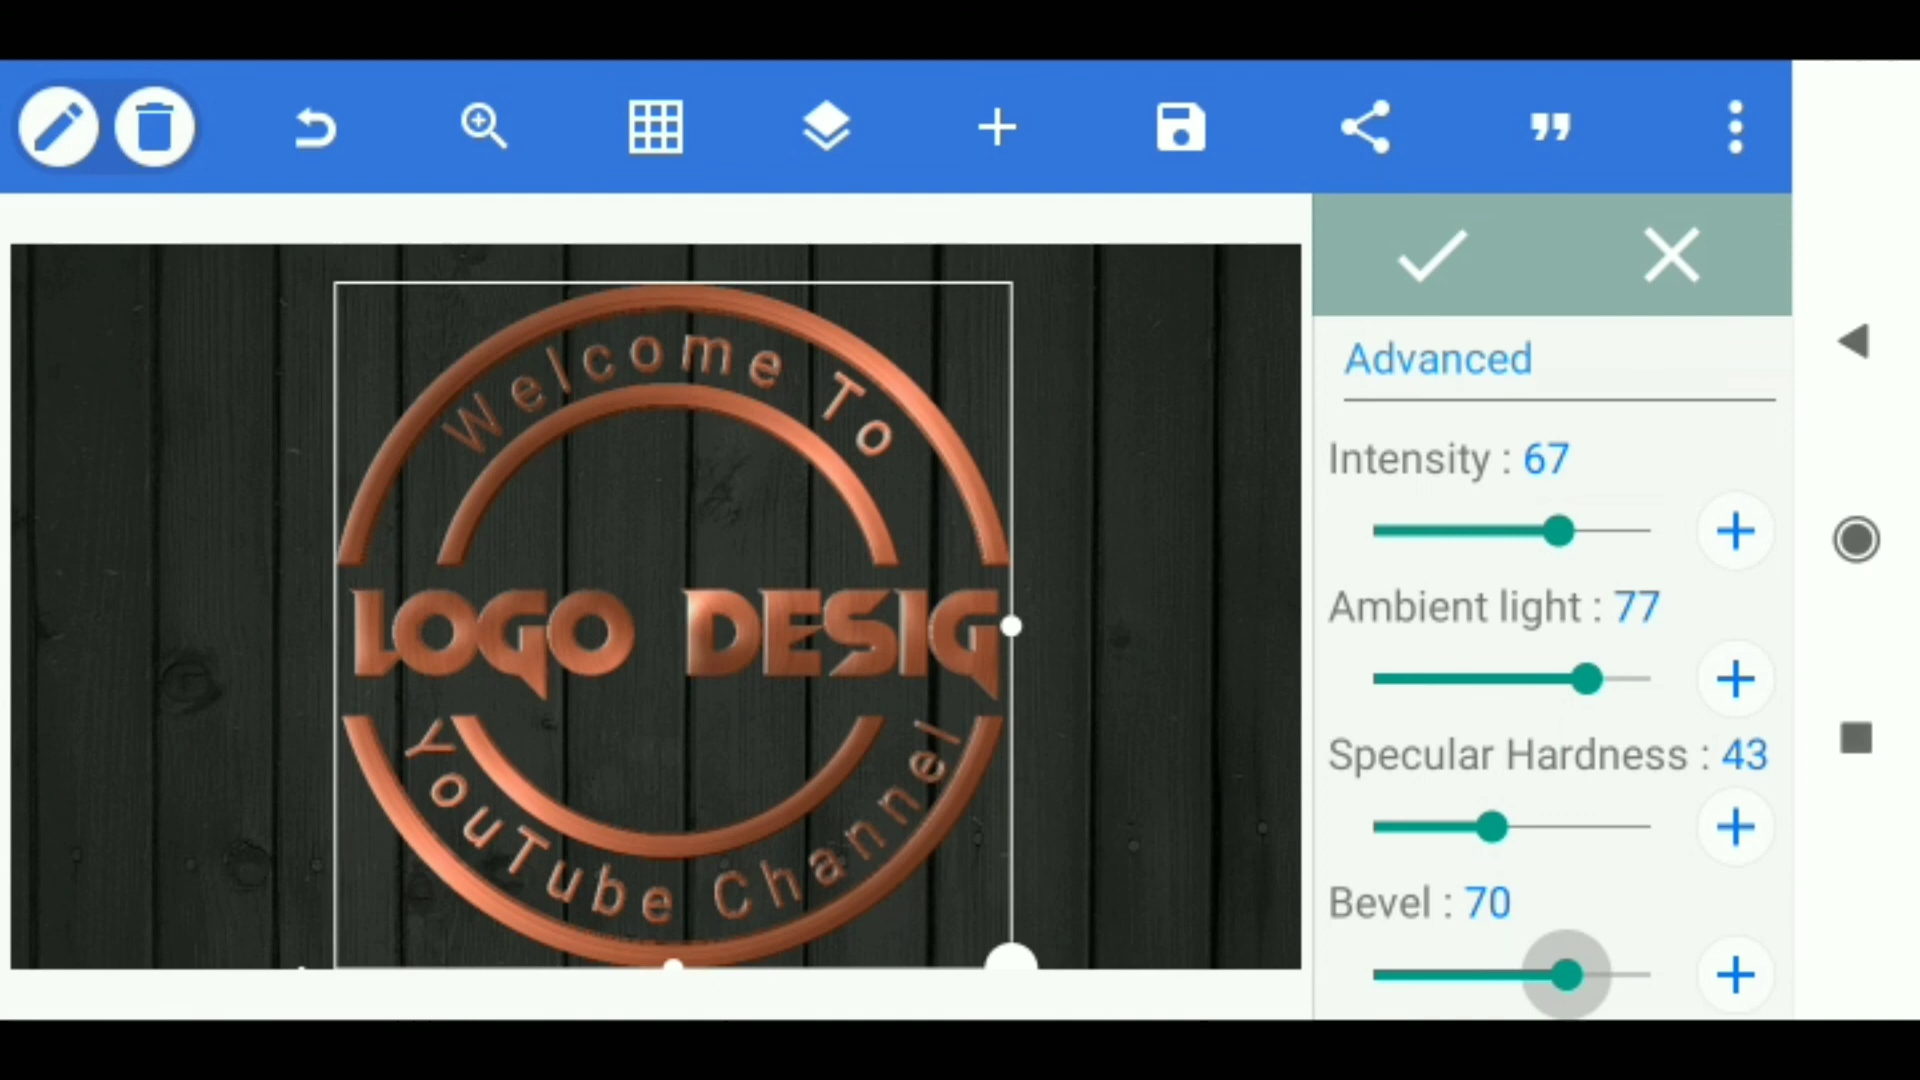 Advanced
Intensity : 67
Ambient light : 77
Specular Hardness : 43
Bevel : 70
Welcome To
LOGO DESIG
YouTube Channel